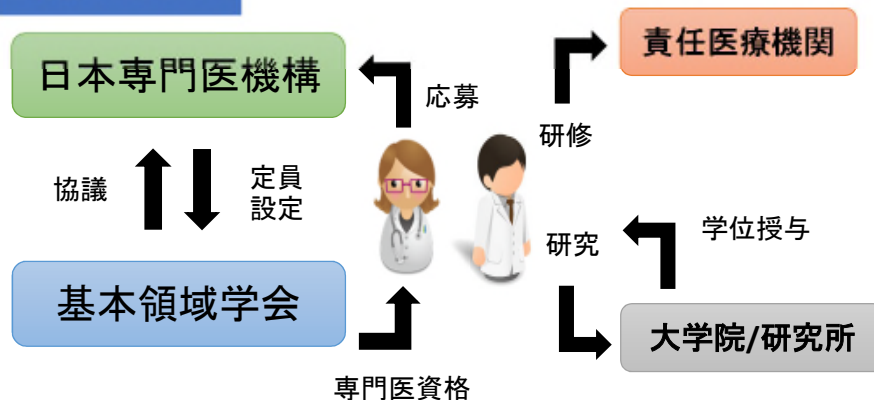 日本専門医機構
応募
責任医療機関
研修
協議
定員
設定
研究
学位授与
基本領域学会
大学院/研究所
専門医資格